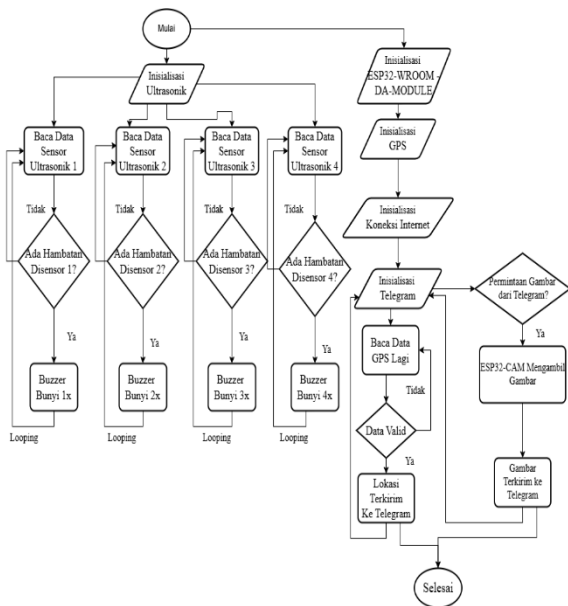 Mulai
Inisialisasi
Ultrasonik
Baca Data
Sensor
Ultrasonik 1
Tidak
Ada Hambatan
Disensor 1?
Ya
Buzzer
Bunyi 1x
Looping
Baca Data
Sensor
Ultrasonik 2
Tidak
Ada Hambatan
Disensor 2?
Ya
Buzzer
Bunyi 2x
Looping
Baca Data
Sensor
Ultrasonik 3
Tidak
Ada Hambatan
Disensor 3?
Ya
Buzzer
Bunyi 3x
Looping
Baca Data
Sensor
Ultrasonik 4
Tidak
Ada Hambatan
Disensor 4?
Ya
Buzzer
Bunyi 4x
Looping
Inisialisasi
ESP32-WROOM -
DA-MODULE
Inisialisasi
GPS
Inisialisasi
Koneksi Internet
Inisialisasi
Telegram
Baca Data
GPS Lagi
Tidak
Data Valid
Ya
Lokasi
Terkirim
Ke Telegram
Permintaan Gambar
dari Telegram?
Ya
ESP32-CAM Mengambil
Gambar
Gambar
Terkirim ke
Telegram
Selesai